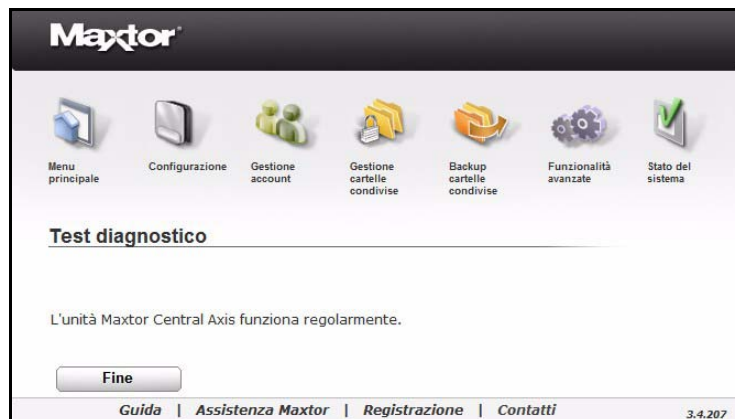 Maxtor
Menu
principale
Configurazione
Gestione
account
Gestione
cartelle
condivise
Backup
cartelle
condivise
Funzionalità
avanzate
Stato del
sistema
Test diagnostico
L'unità Maxtor Central Axis funziona regolarmente.
Fine
Guida | Assistenza Maxtor | Registrazione | Contatti
3.4.207